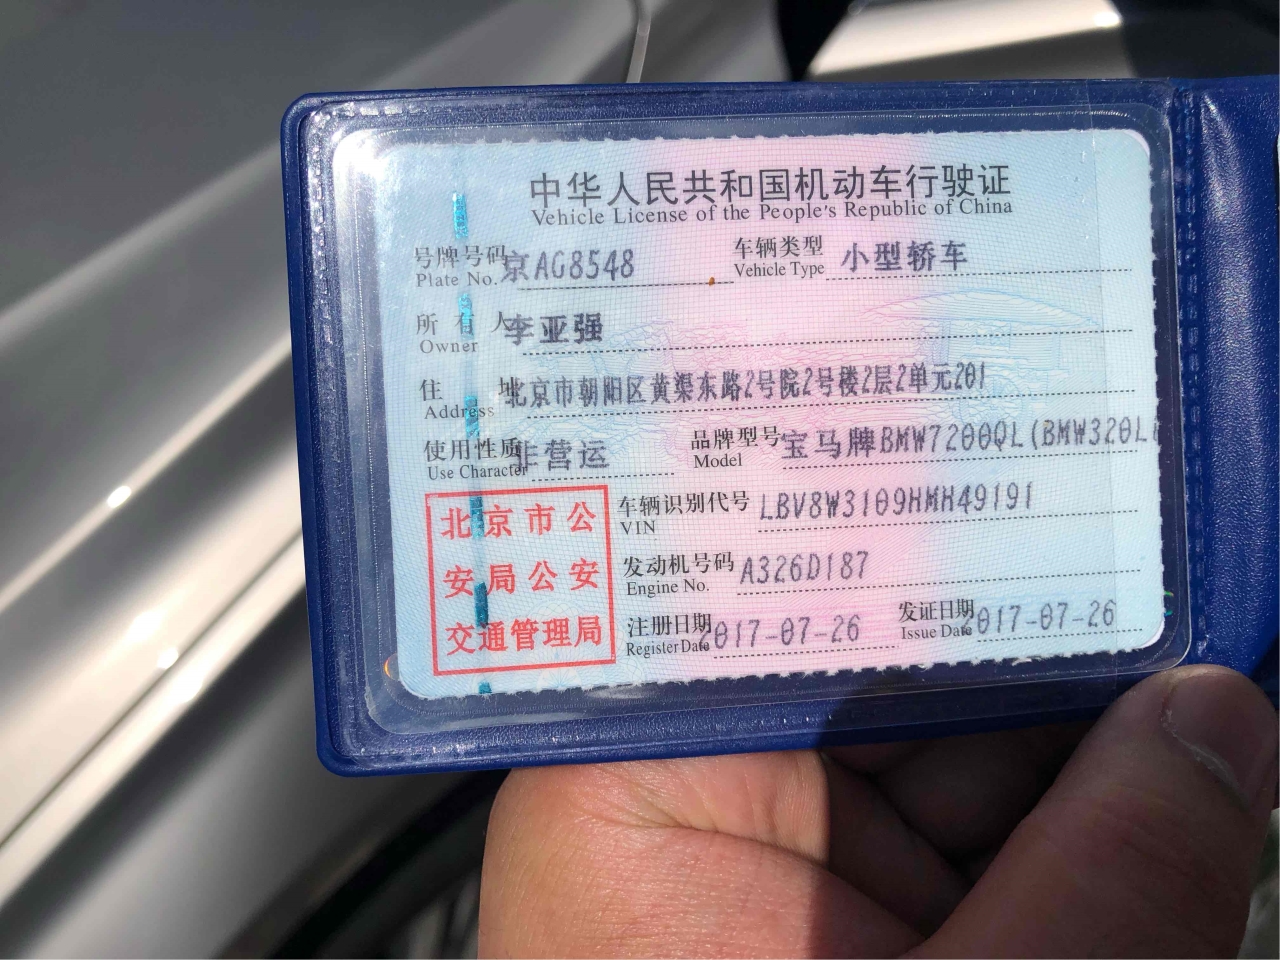 中华人民共和国机动车行驶证
Vehicle License of the People's Republic of China
号牌号码 京AG8548 车辆类型 小型轿车
Plate No. Vehicle Type
所有人 李亚强
Owner
住址 北京市朝阳区黄渠东路2号院2号楼2层2单元201
Address
使用性质 非营运 品牌型号 宝马牌BMW7200QL(BMW320L
Use Character Model
北京市公
安局公安
交通管理局
车辆识别代号 LBV8W3109HMH49191
VIN
发动机号码 A326D187
Engine No.
注册日期 2017-07-26 发证日期 2017-07-26
Register Date Issue Date